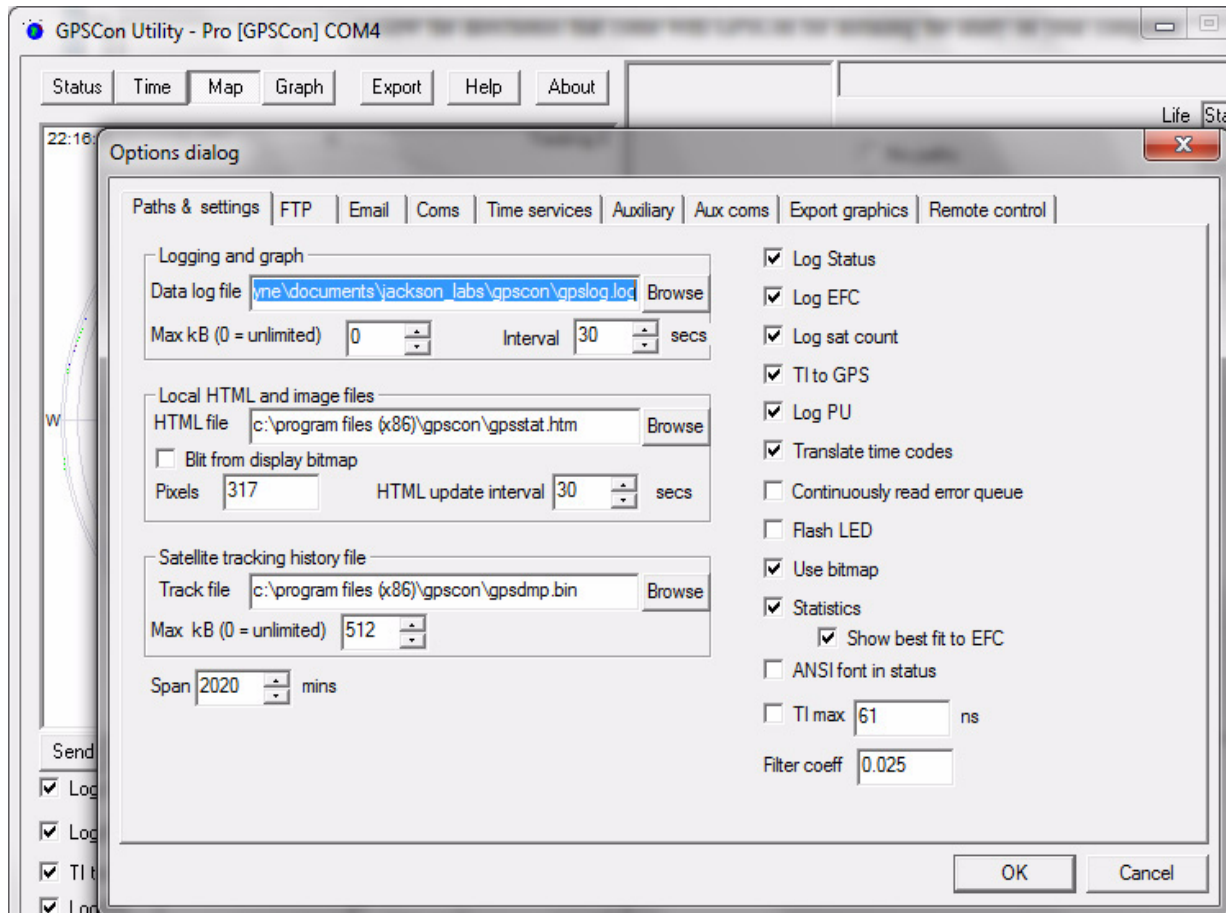 GPSCon Utility - Pro [GPSCon] COM4
Status Time Map Graph Export Help About
Life Sta
22:16:
W
Send
Log
Log
TI t
Log
Options dialog
Paths & settings FTP Email Coms Time services Auxiliary Aux coms Export graphics Remote control
Logging and graph
Data log file yne\documents\jackson_labs\gpscon\gpslog.log Browse
Max kB (0 = unlimited) 0 Interval 30 secs
Local HTML and image files
HTML file c:\program files (x86)\gpscon\gpsstat.htm Browse
Blit from display bitmap
Pixels 317 HTML update interval 30 secs
Satellite tracking history file
Track file c:\program files (x86)\gpscon\gpsdmp.bin Browse
Max kB (0 = unlimited) 512
Span 2020 mins
Log Status
Log EFC
Log sat count
TI to GPS
Log PU
Translate time codes
Continuously read error queue
Flash LED
Use bitmap
Statistics
Show best fit to EFC
ANSI font in status
TI max 61 ns
Filter coeff 0.025
OK Cancel